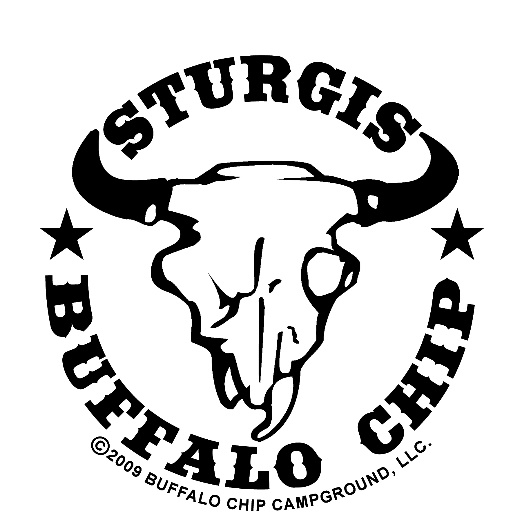 STURGIS
BUFFALO CHIP
©2009 BUFFALO CHIP CAMPGROUND, LLC.